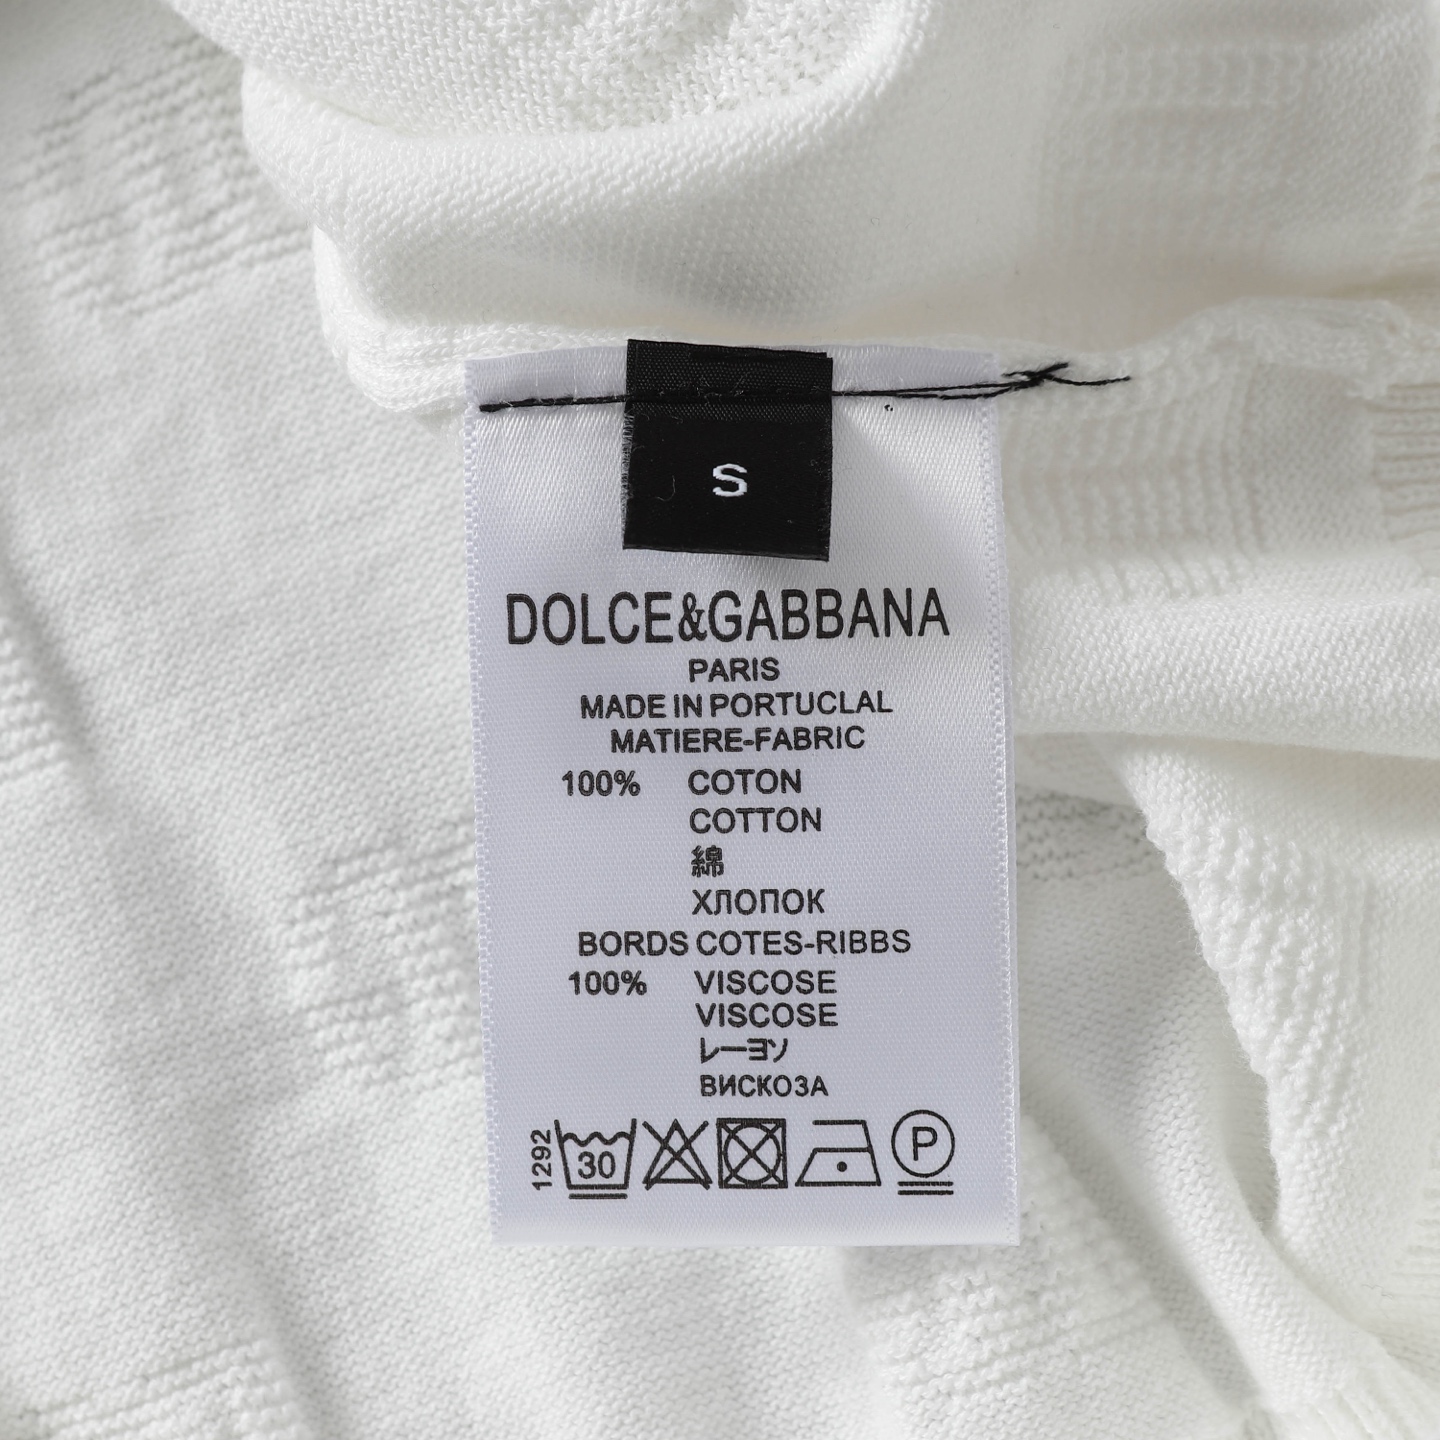 S
DOLCE&GABBANA
PARIS
MADE IN PORTUCLAL
MATIERE-FABRIC
100% COTON
COTTON
綿
ХЛОПОК
BORDS COTES-RIBBS
100% VISCOSE
VISCOSE
レーヨン
ВИСКОЗА
1292 30 P